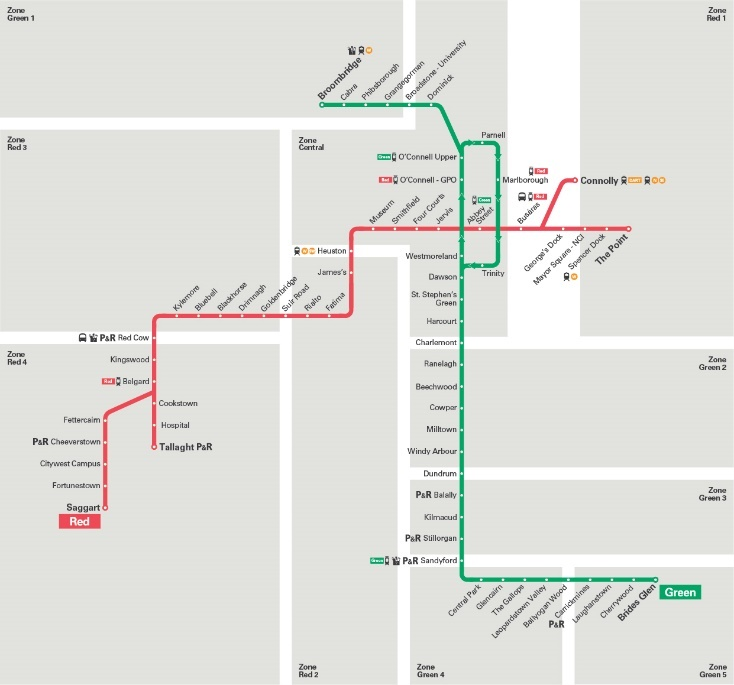 Zone
Green 1
Zone
Red 1
Broombridge
Cabra
Phibsborough
Grangegorman
Broadstone - University
Dominick
Zone
Red 3
Zone
Central
Parnell
Green
O'Connell Upper
Red
O'Connell - GPO
Marlborough
Red
Connolly
DART
Green
Red
Museum
Smithfield
Four Courts
Jervis
Abbey
Street
Busáras
George's Dock
Mayor Square - NCI
Spencer Dock
The Point
Heuston
James's
Westmoreland
Trinity
Dawson
St. Stephen's
Green
Harcourt
Charlemont
Kylemore
Bluebell
Blackhorse
Drimnagh
Goldenbridge
Suir Road
Rialto
Fatima
P&R Red Cow
Zone
Red 4
Kingswood
Red
Belgard
Cookstown
Hospital
Tallaght P&R
Fettercairn
P&R Cheeverstown
Citywest Campus
Fortunestown
Saggart
Red
Zone
Green 2
Ranelagh
Beechwood
Cowper
Milltown
Windy Arbour
Dundrum
Zone
Green 3
P&R Balally
Kilmacud
P&R Stillorgan
Green
P&R Sandyford
Central Park
Glencairn
The Gallops
Leopardstown Valley
Ballyogan Wood
Carrickmines
P&R
Laughanstown
Cherrywood
Brides Glen
Green
Zone
Red 2
Zone
Green 4
Zone
Green 5